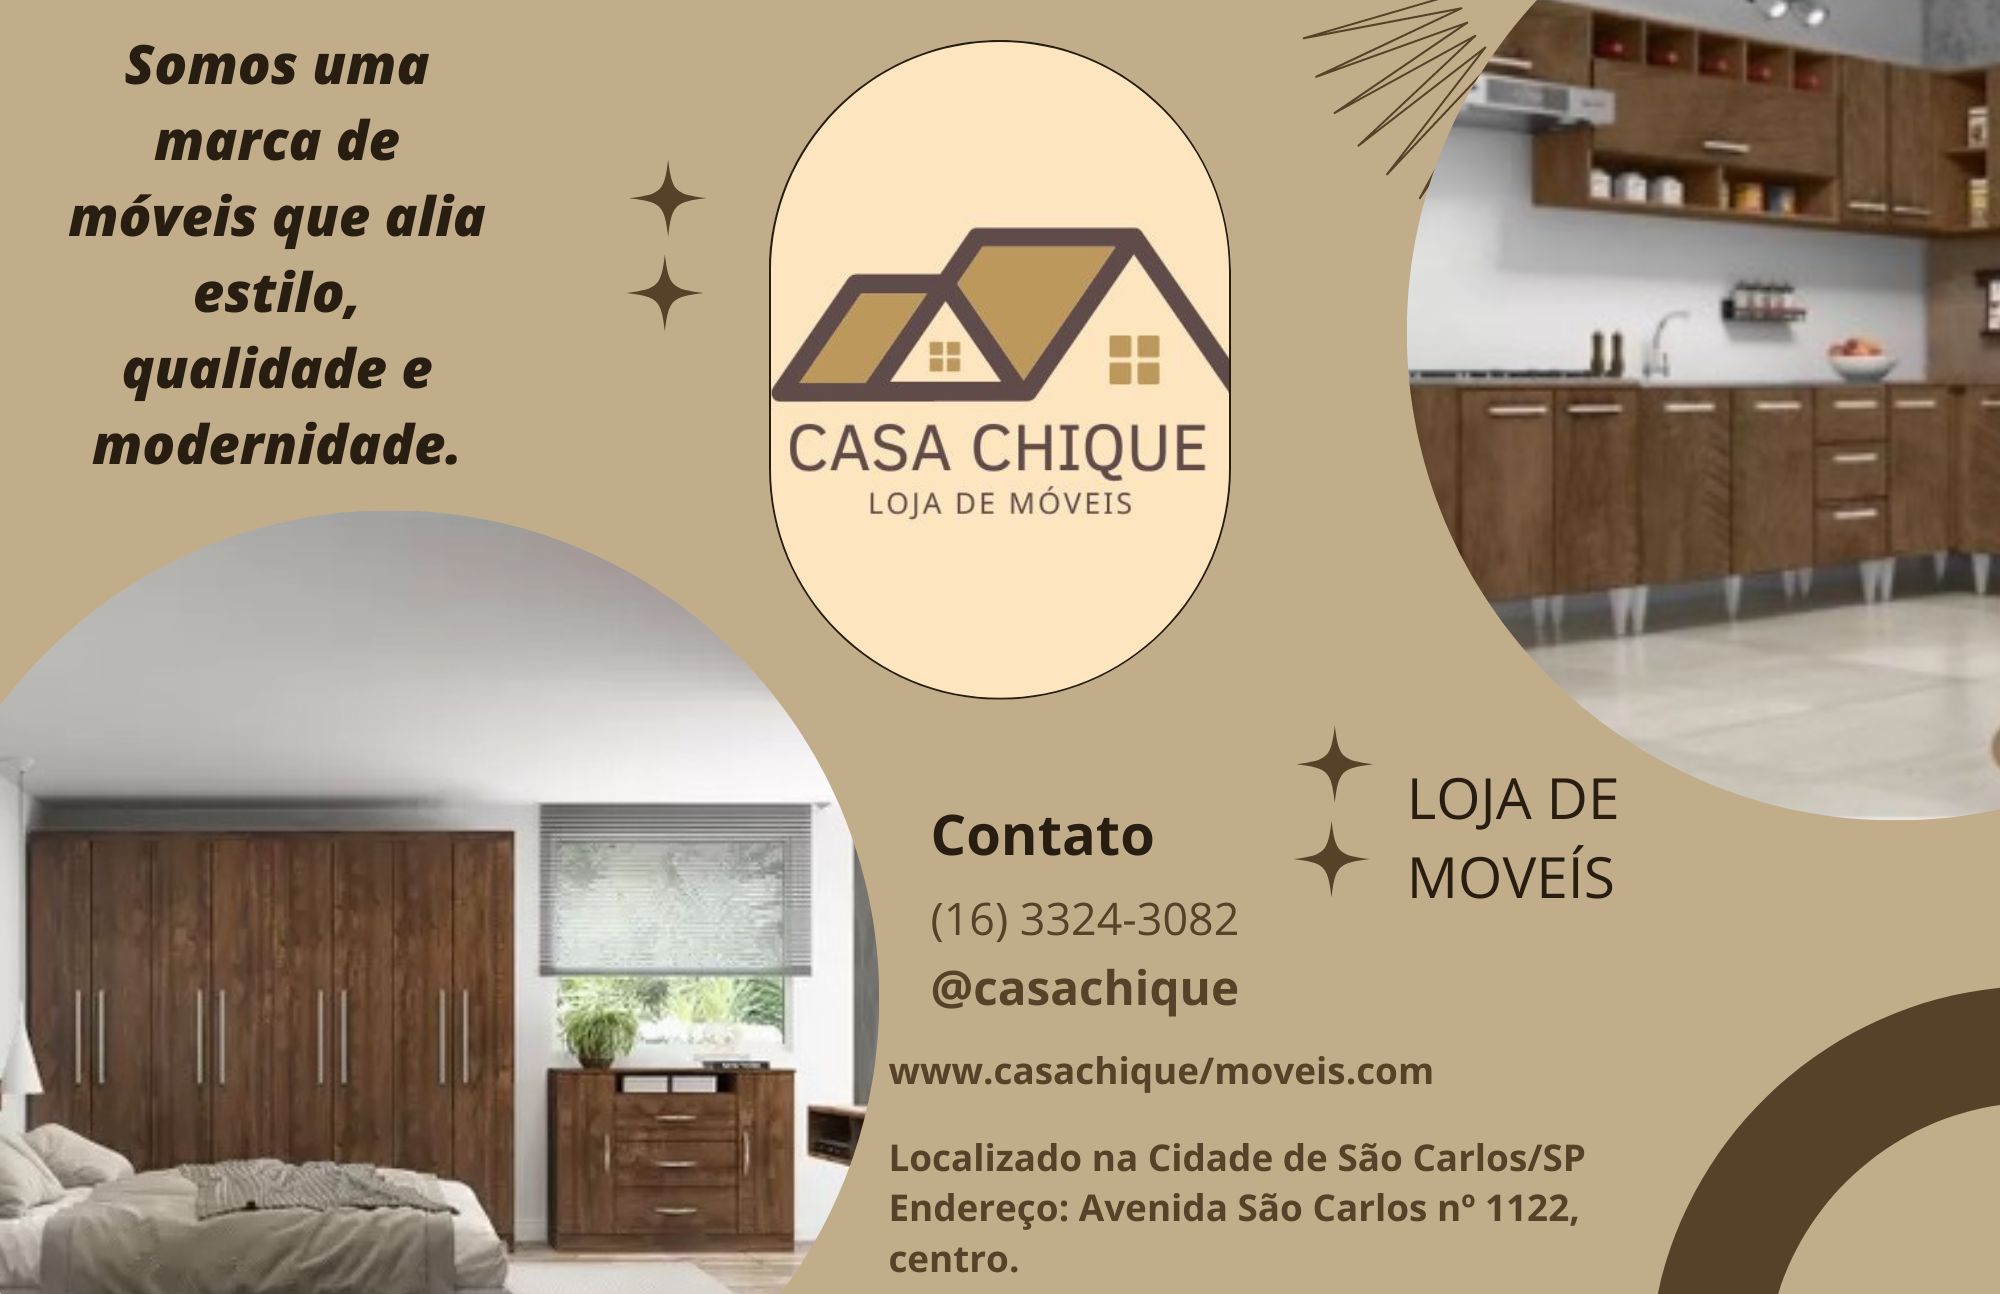 Somos uma
marca de
móveis que alia
estilo,
qualidade e
modernidade.
CASA CHIQUE
LOJA DE MÓVEIS
LOJA DE
MOVEÍS
Contato
(16) 3324-3082
@casachique
www.casachique/moveis.com
Localizado na Cidade de São Carlos/SP
Endereço: Avenida São Carlos nº 1122,
centro.